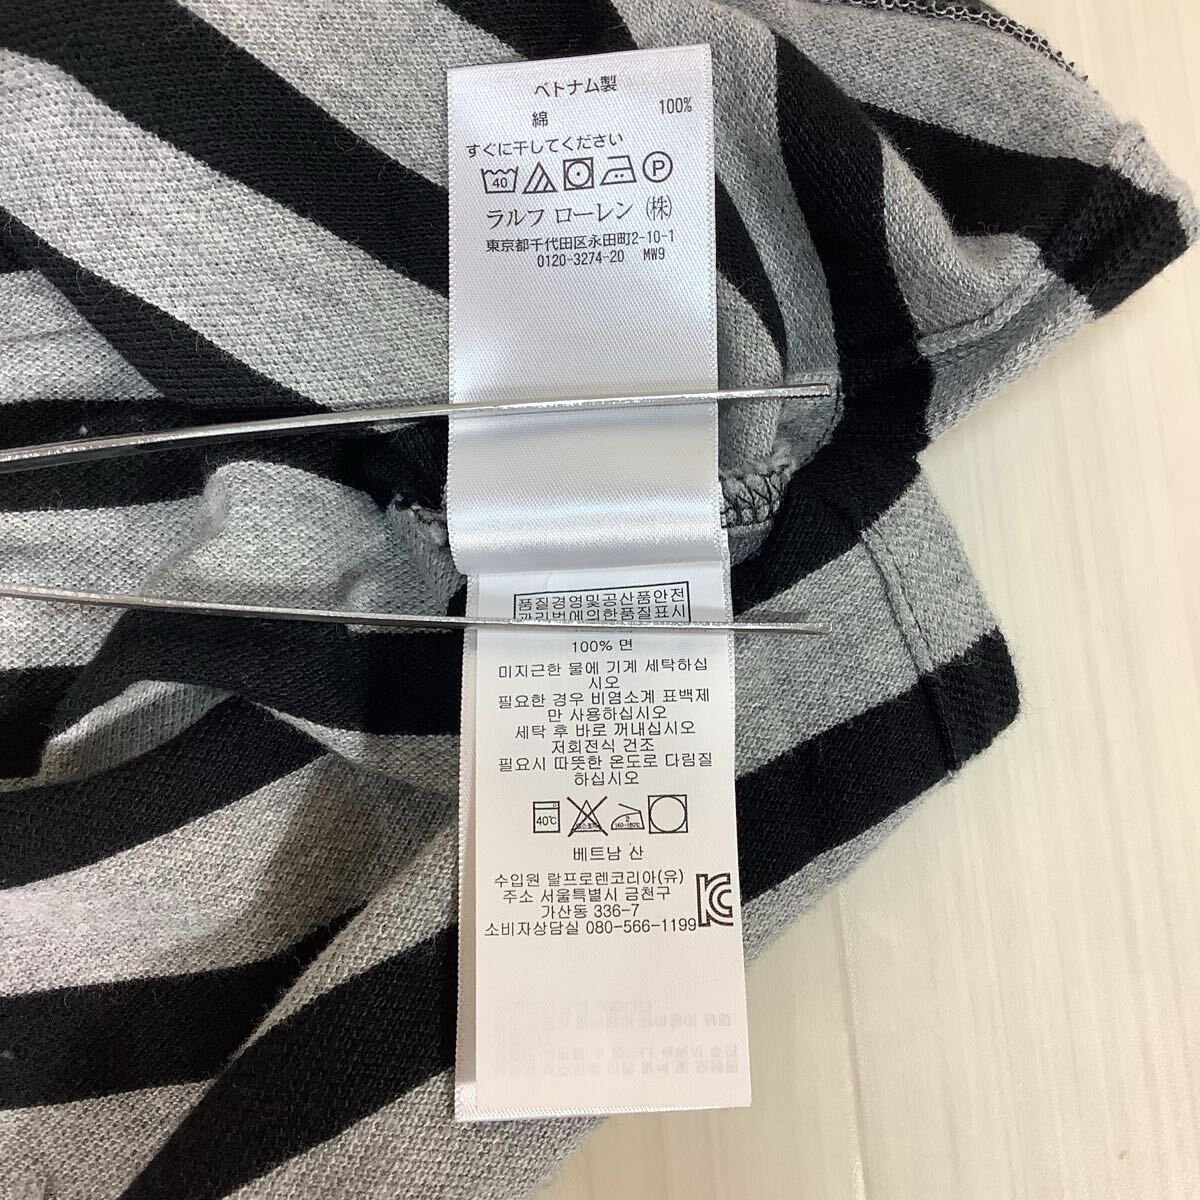 ベトナム製
綿 100%
すぐに干してください
40 P
ラルフ ローレン (株)
東京都千代田区永田町2-10-1
0120-3274-20 MW9
품질경영및공산품안전
관리법에의한품질표시
100% 면
미지근한 물에 기계 세탁하십
시오
필요한 경우 비염소계 표백제
만 사용하십시오
세탁 후 바로 꺼내십시오
저회전식 건조
필요시 따뜻한 온도로 다림질
하십시오
40℃ 2
베트남 산
수입원 랄프로렌코리아(유)
주소 서울특별시 금천구
가산동 336-7
소비자상담실 080-566-1199